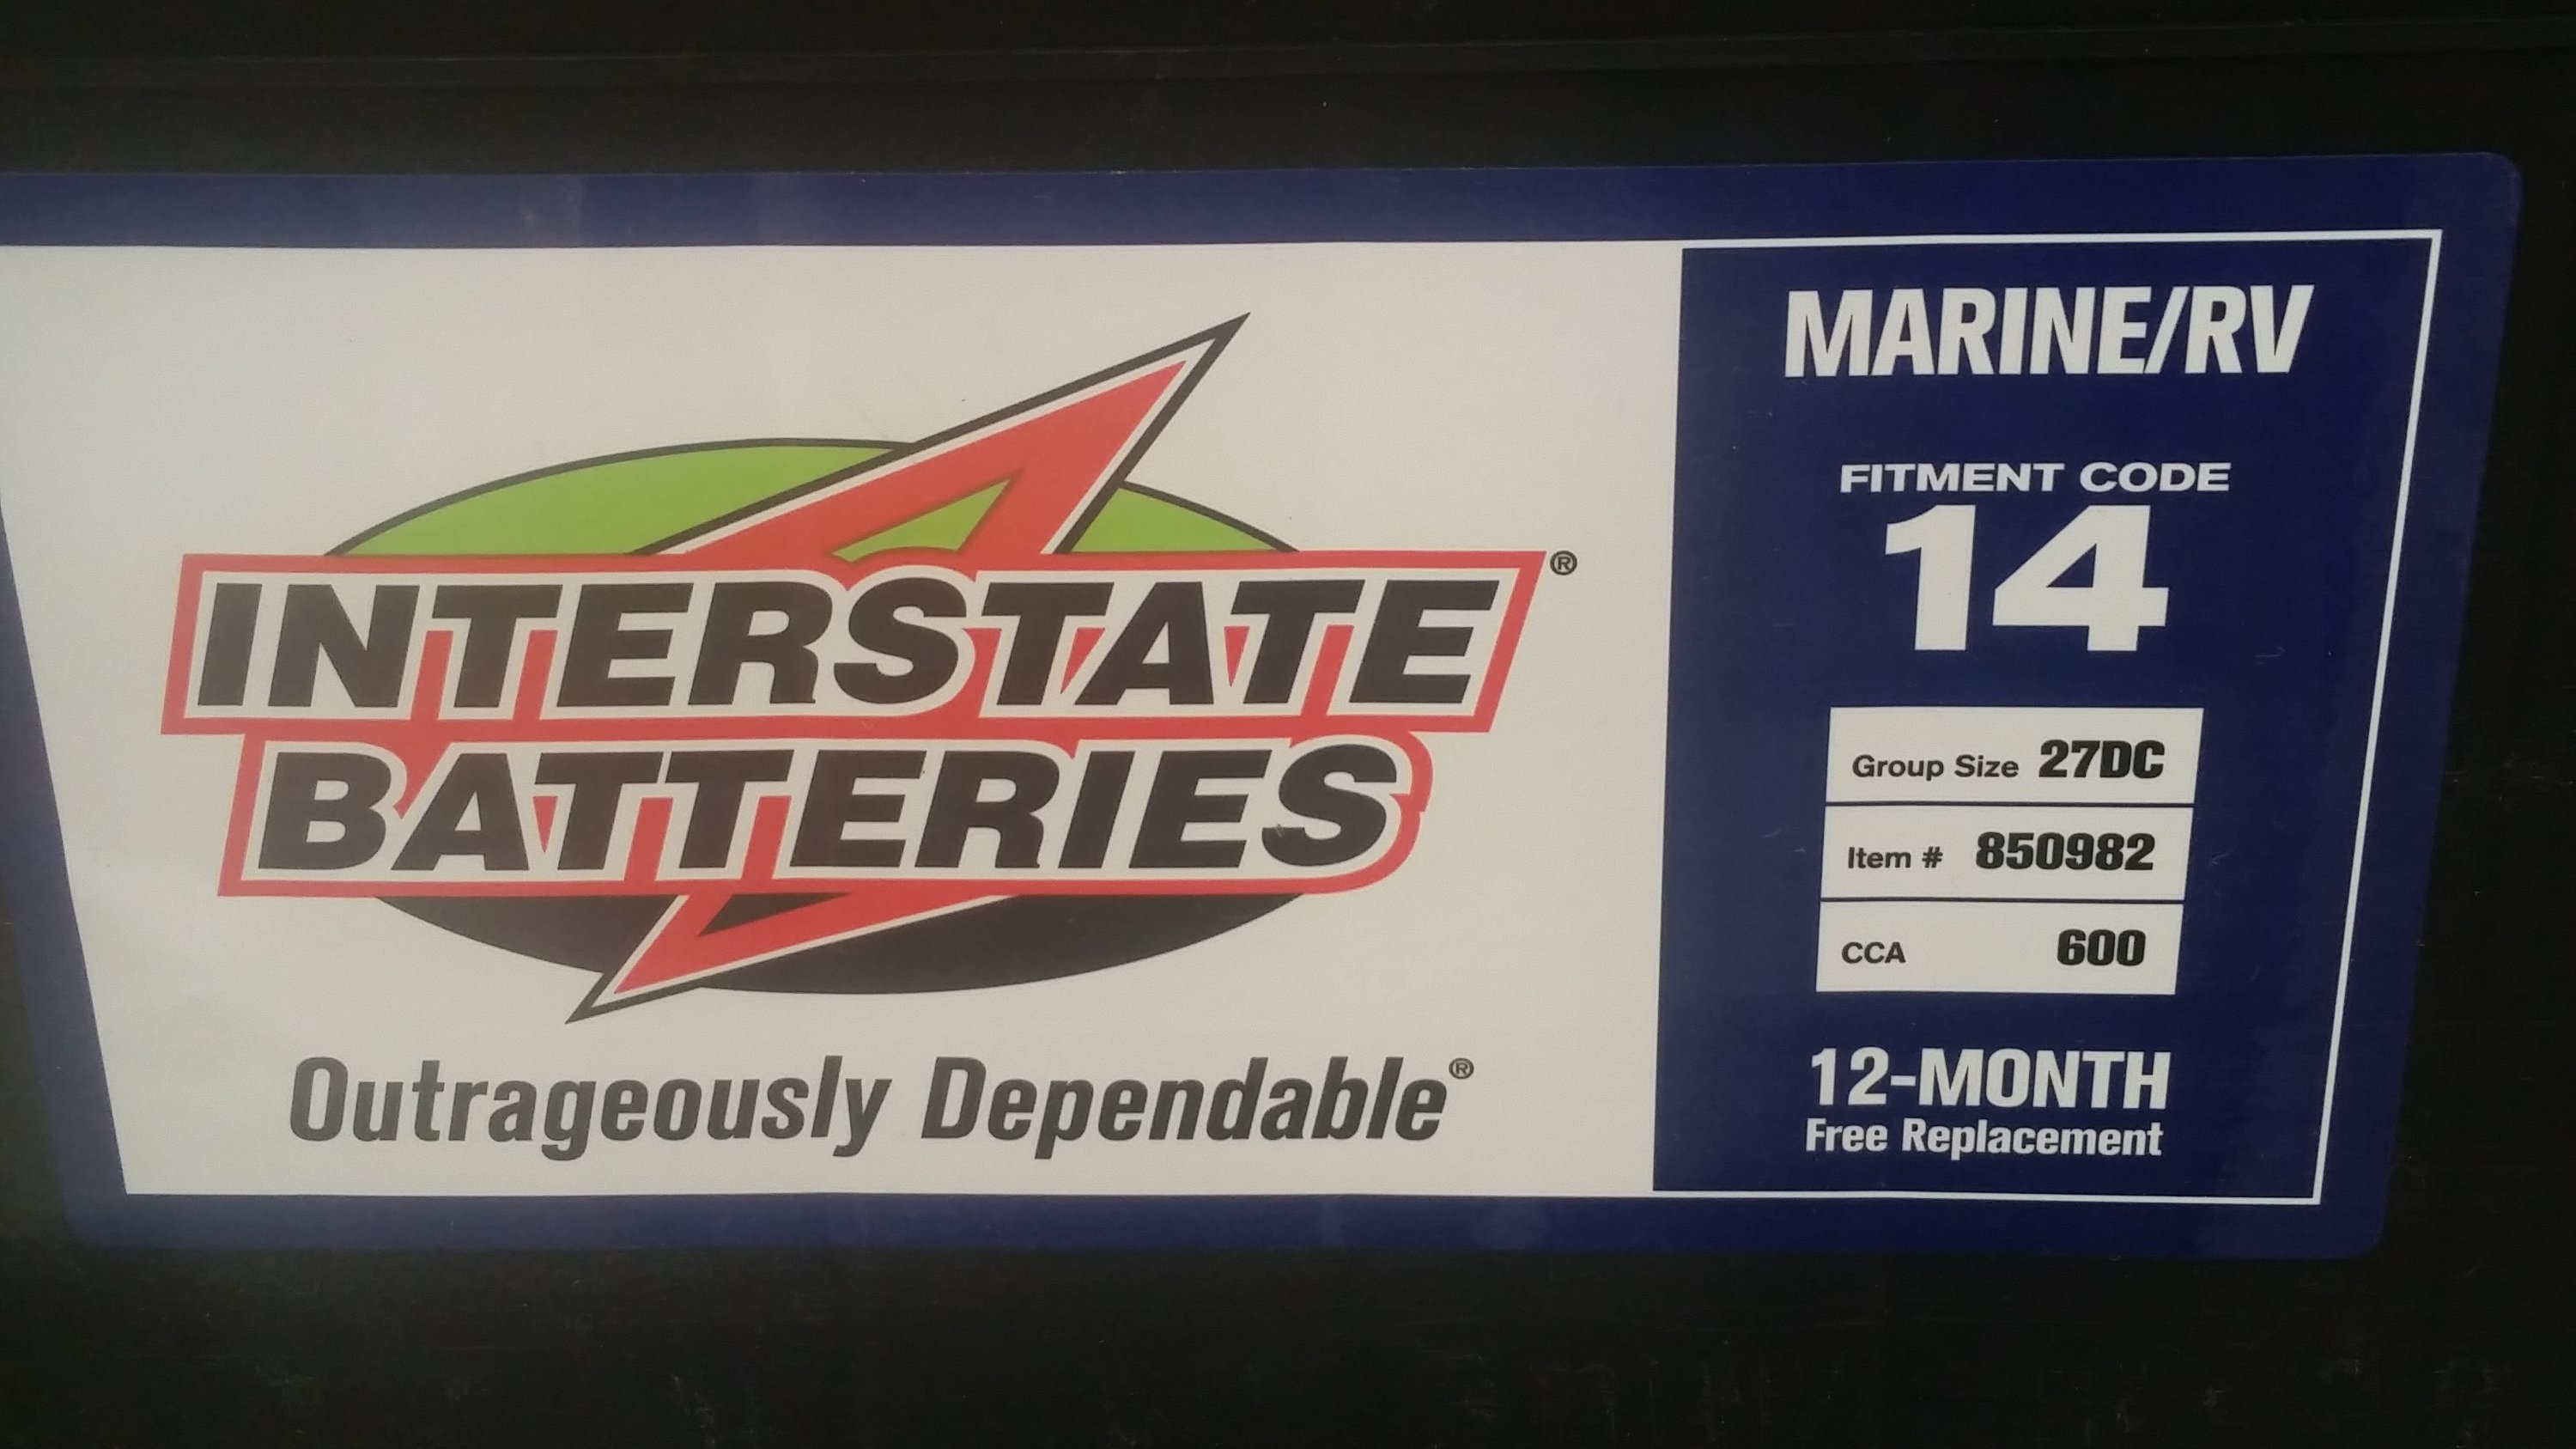 INTERSTATE ®
BATTERIES
Outrageously Dependable®
MARINE/RV
FITMENT CODE
14
Group Size 27DC
Item # 850982
CCA 600
12-MONTH
Free Replacement